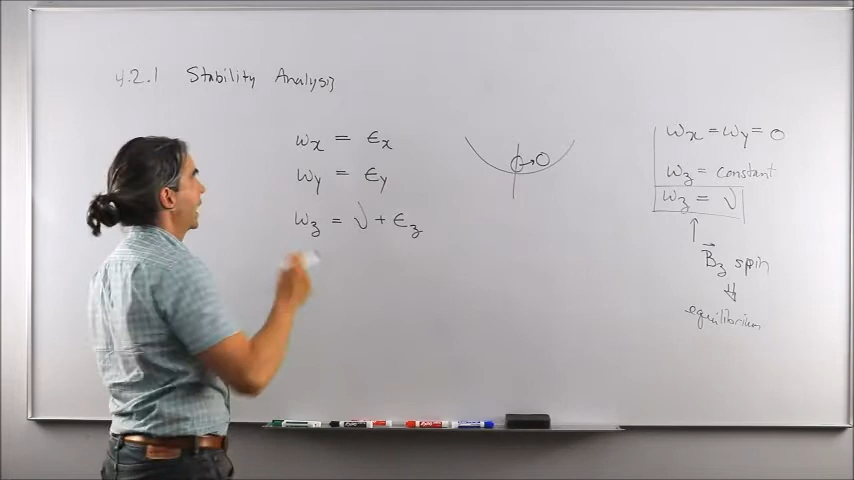 4.2.1 Stability Analysis
ωx = ϵx
ωy = ϵy
ωz = ν + ϵz
ωx = ωy = 0
ωz = constant
ωz = ν
B⃗z spin
equilibrium